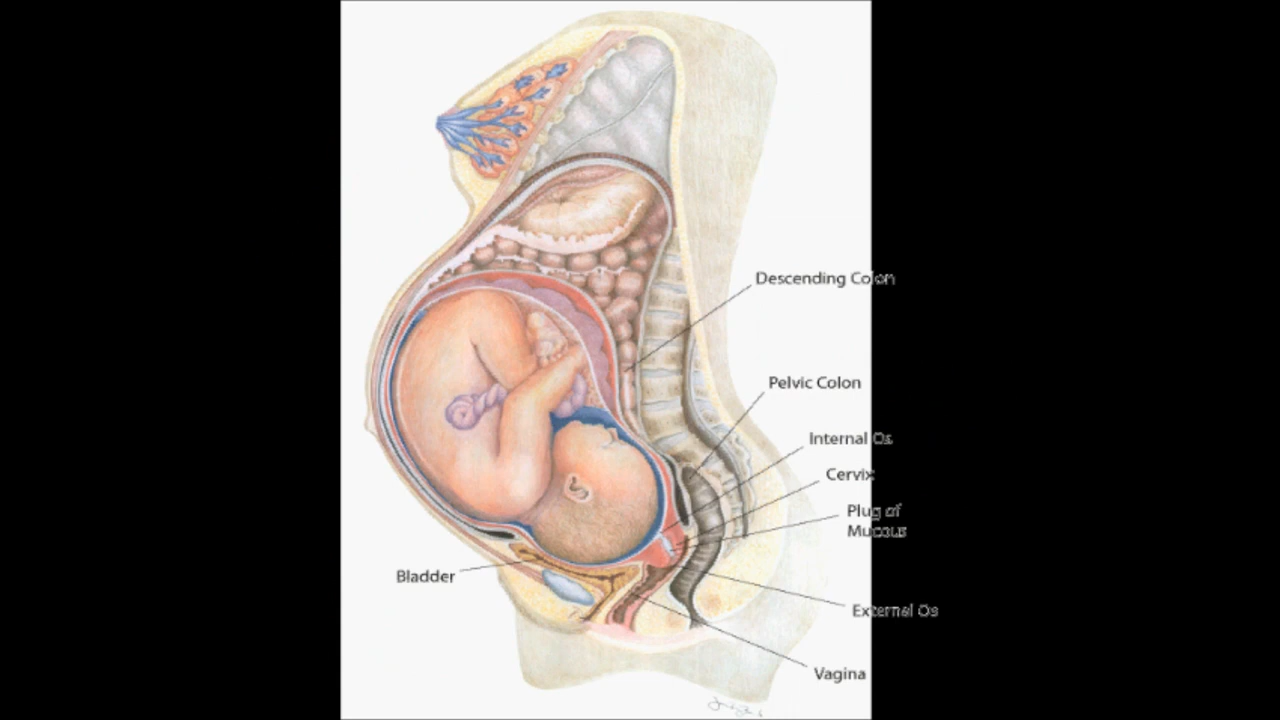 Descending Colon
Pelvic Colon
Internal Os
Cervix
Plug of
Mucous
Bladder
External Os
Vagina